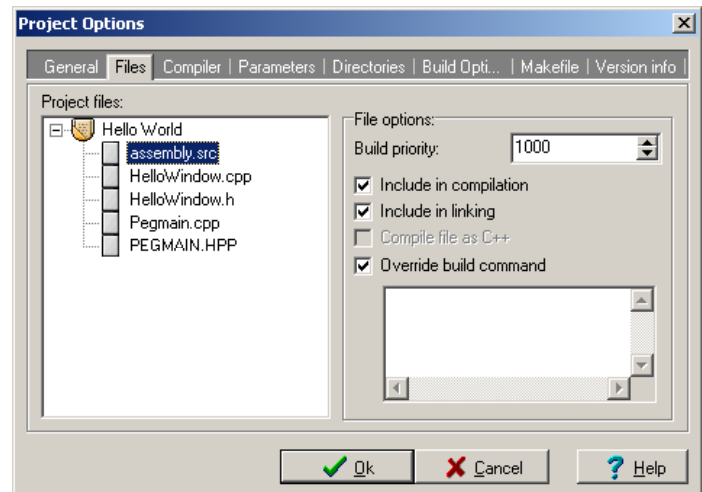 Project Options
General Files Compiler | Parameters | Directories | Build Opti... | Makefile | Version info |
Project files:
Hello World
assembly.src
HelloWindow.cpp
HelloWindow.h
Pegmain.cpp
PEGMAIN.HPP
File options:
Build priority: 1000
Include in compilation
Include in linking
Compile file as C++
Override build command
Ok Cancel Help